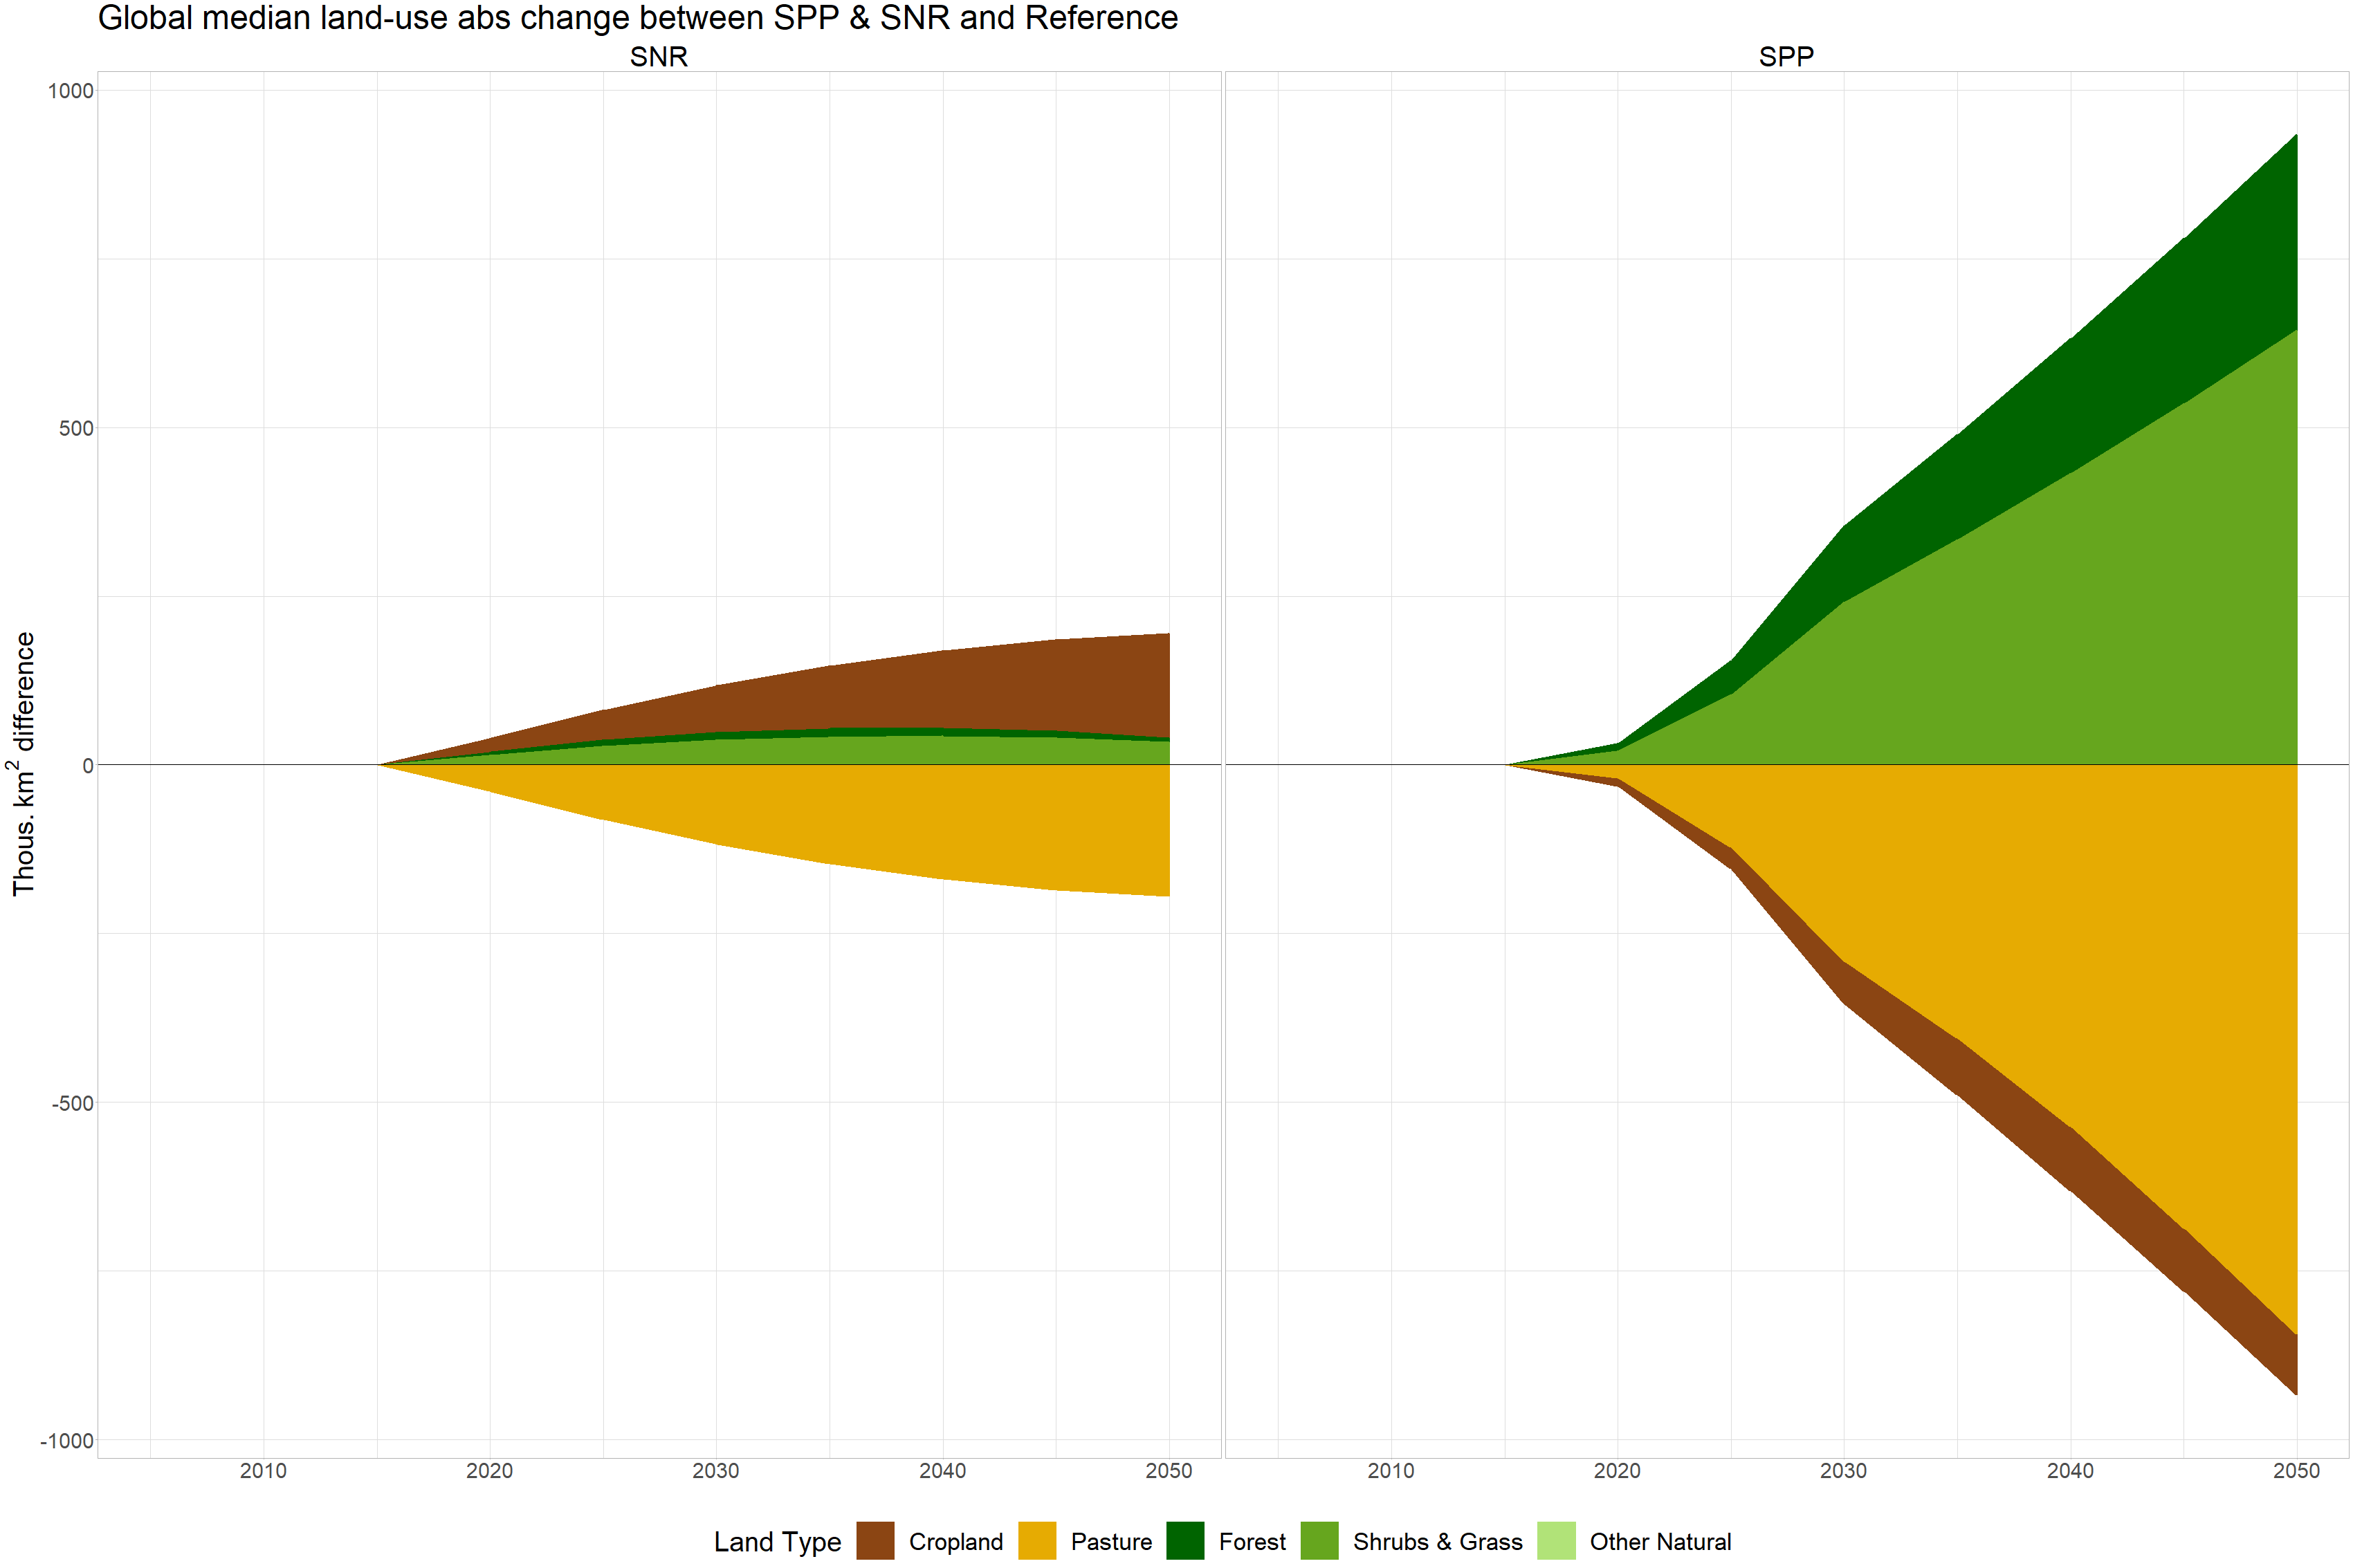 Global median land-use abs change between SPP & SNR and Reference
SNR
SPP
Thous. km² difference
1000
500
0
-500
-1000
2010 2020 2030 2040 2050
2010 2020 2030 2040 2050
Land Type Cropland Pasture Forest Shrubs & Grass Other Natural